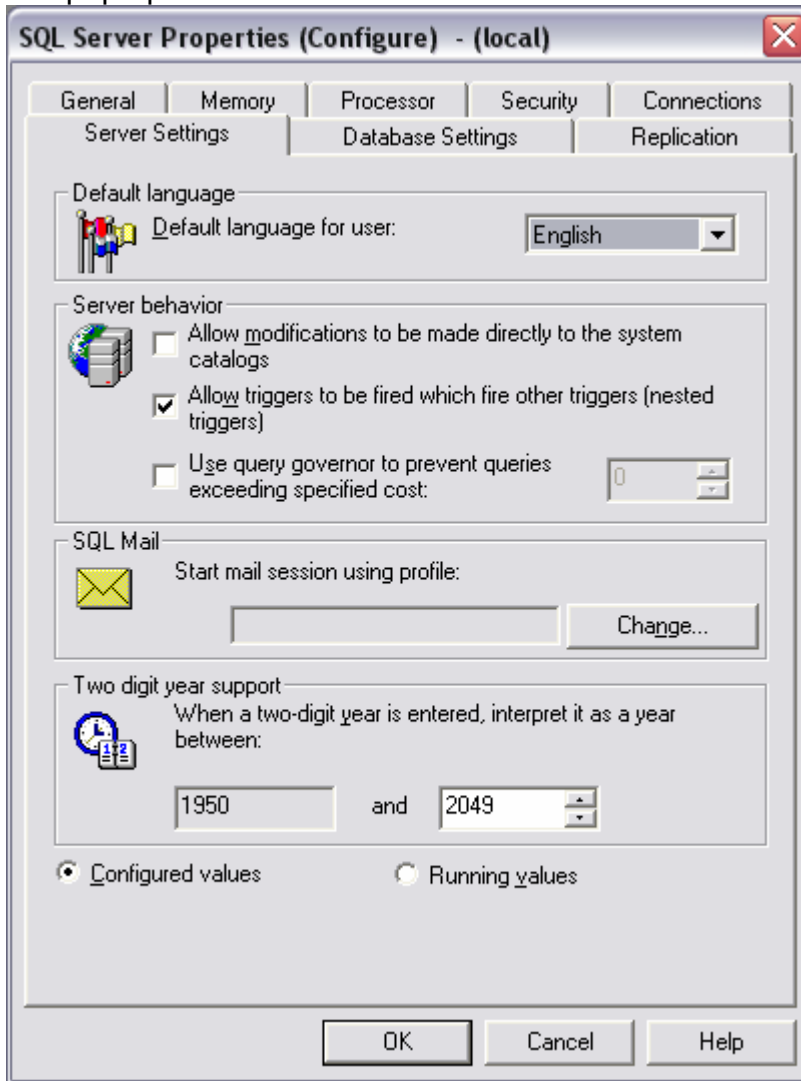 SQL Server Properties (Configure) - (local)
General Memory Processor Security Connections
Server Settings Database Settings Replication
Default language
Default language for user: English
Server behavior
Allow modifications to be made directly to the system
catalogs
Allow triggers to be fired which fire other triggers (nested
triggers)
Use query governor to prevent queries
exceeding specified cost: 0
SQL Mail
Start mail session using profile:
Change...
Two digit year support
When a two-digit year is entered, interpret it as a year
between:
1950 and 2049
Configured values Running values
OK Cancel Help